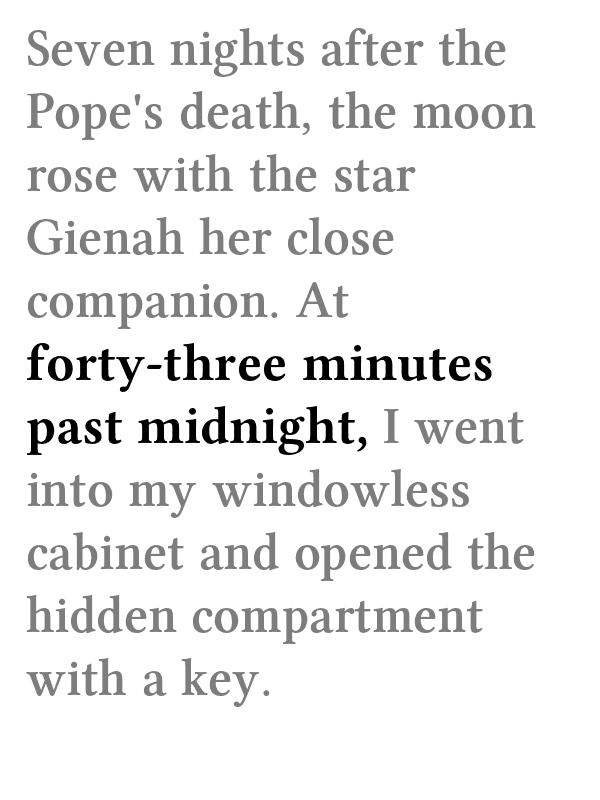 Seven nights after the
Pope's death, the moon
rose with the star
Gienah her close
companion. At
forty-three minutes
past midnight, I went
into my windowless
cabinet and opened the
hidden compartment
with a key.